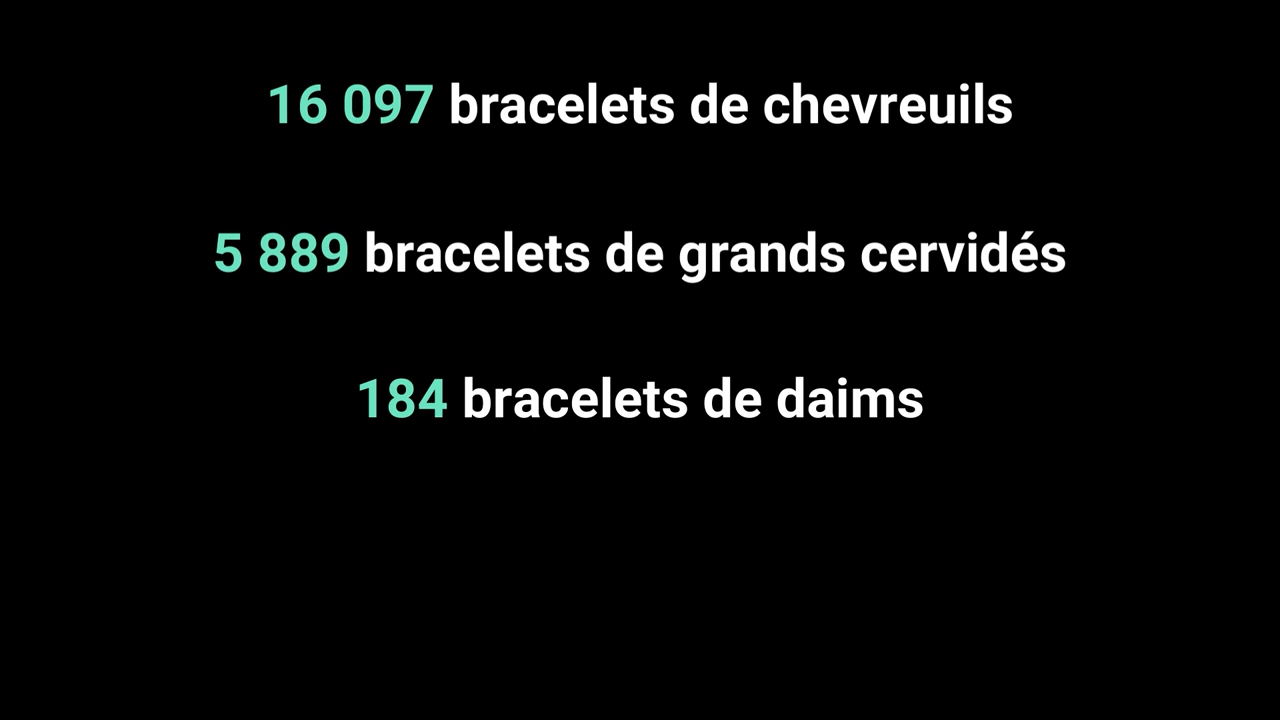 16 097 bracelets de chevreuils
5 889 bracelets de grands cervidés
184 bracelets de daims